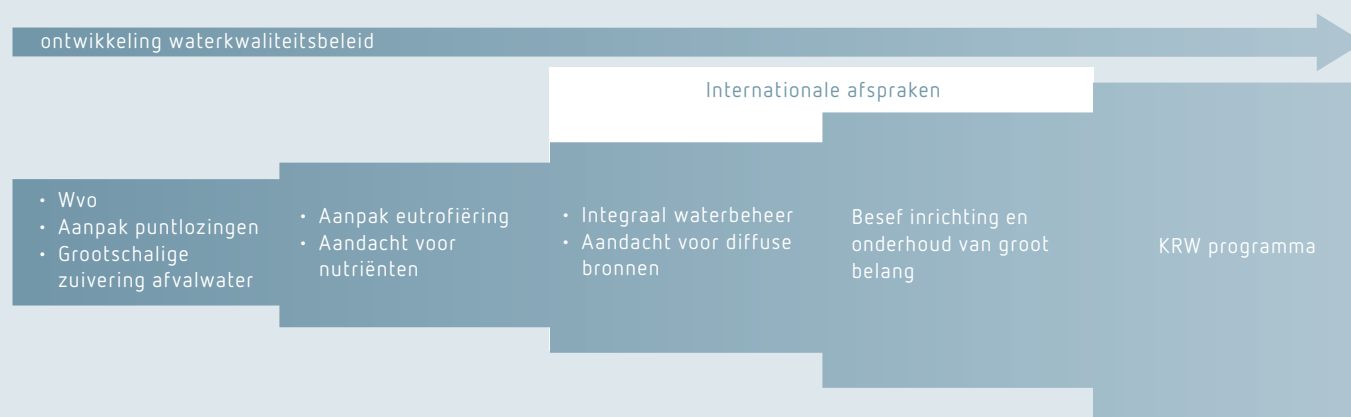 ontwikkeling waterkwaliteitsbeleid
Internationale afspraken
• Wvo
• Aanpak puntlozingen
• Grootschalige
zuivering afvalwater
• Aanpak eutrofiëring
• Aandacht voor
nutriënten
• Integraal waterbeheer
• Aandacht voor diffuse
bronnen
Besef inrichting en
onderhoud van groot
belang
KRW programma